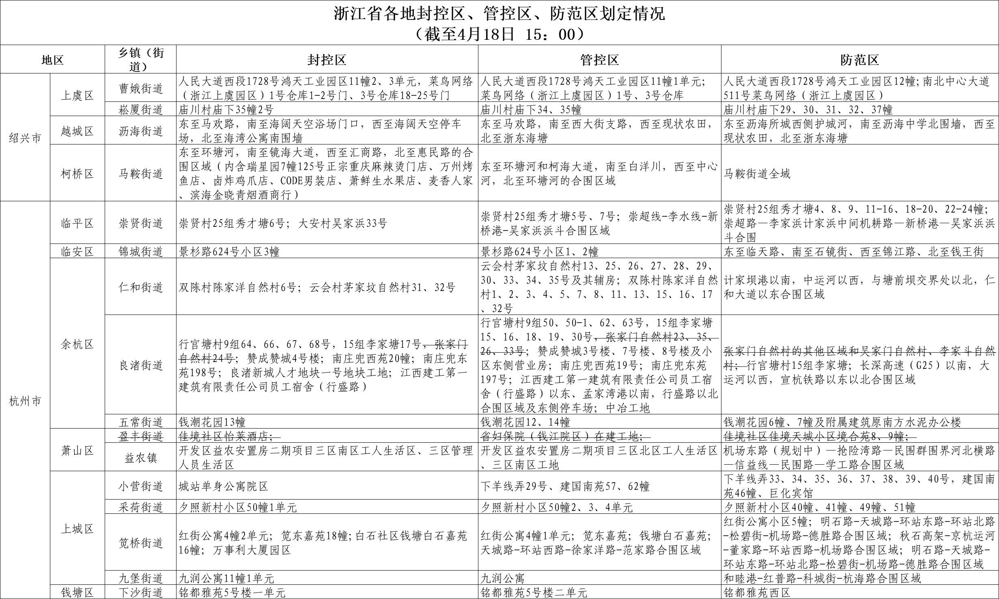 浙江省各地封控区、管控区、防范区划定情况
（截至4月18日 15：00）
地区
乡镇（街
道）
封控区
管控区
防范区
绍兴市
上虞区
曹娥街道
人民大道西段1728号鸿天工业园区11幢2、3单元，菜鸟网络
（浙江上虞园区）1号仓库1-2号门、3号仓库18-25号门
人民大道西段1728号鸿天工业园区11幢1单元；
菜鸟网络（浙江上虞园区）1号、3号仓库
人民大道西段1728号鸿天工业园区12幢;南北中心大道
511号菜鸟网络（浙江上虞园区）
崧厦街道
庙川村庙下35幢2号
庙川村庙下34、35幢
庙川村庙下29、30、31、32、37幢
越城区
沥海街道
东至马欢路，南至海阔天空浴场门口，西至海阔天空停车
场，北至海湾公寓南围墙
东至马欢路，南至西大街支路，西至现状农田，
北至浙东海塘
东至沥海所城西侧护城河，南至沥海中学北围墙，西至
现状农田，北至浙东海塘
柯桥区
马鞍街道
东至环塘河，南至镜海大道，西至汇商路，北至惠民路的合
围区域（内含瑞星园7幢125号正宗重庆麻辣烫门店、万州烤
鱼店、卤炸鸡爪店、CODE男装店、萧鲜生水果店、麦香人家
、滨海金晓青烟酒商行）
东至环塘河和柯海大道，南至白洋川，西至中心
河，北至环塘河的合围区域
马鞍街道全域
杭州市
临平区
崇贤街道
崇贤村25组秀才塘6号；大安村吴家浜33号
崇贤村25组秀才塘5号、7号；崇超线-李水线-新
桥港-吴家浜浜斗合围区域
崇贤村25组秀才塘4、8、9、11-16、18-20、22-24幢；
崇超路—李家浜计家浜中间机耕路—新桥港—吴家浜浜
斗合围
临安区
锦城街道
景杉路624号小区3幢
景杉路624号小区1、2幢
东至临天路、南至石镜街、西至锦江路、北至钱王街
余杭区
仁和街道
双陈村陈家洋自然村6号；云会村茅家坟自然村31、32号
云会村茅家坟自然村13、25、26、27、28、29、
30、33、34、35号及其辅房；双陈村陈家洋自然
村1、2、3、4、5、7、8、11、13、15、16、17
、32号
计家坝港以南，中运河以西，与塘前坝交界处以北，仁
和大道以东合围区域
良渚街道
行官塘村9组64、66、67、68号，15组李家塘17号，张家门
自然村24号；赞成赞城4号楼；南庄兜西苑20幢；南庄兜东
苑198号；良渚新城人才地块一号地块工地；江西建工第一
建筑有限责任公司员工宿舍（行盛路）
行官塘村9组50、50-1、62、63号，15组李家塘
15、16、18、19、30号，张家门自然村23、35、
26、33号；赞成赞城3号楼、7号楼、8号楼及小
区东侧营业房；南庄兜西苑19号；南庄兜东苑
197号；江西建工第一建筑有限责任公司员工宿
舍（行盛路）以东、孟家湾港以南，行盛路以北
合围区域及东侧停车场；中冶工地
张家门自然村的其他区域和吴家门自然村、李家斗自然
村；行官塘村15组李家塘；长深高速（G25）以南，大
运河以西，宣杭铁路以东以北合围区域
五常街道
钱潮花园13幢
钱潮花园12、14幢
钱潮花园6幢、7幢及附属建筑原南方水泥办公楼
萧山区
盈丰街道
佳境社区怡莱酒店；
省妇保院（钱江院区）在建工地；
佳境社区佳境天城小区境合苑8、9幢；
益农镇
开发区益农安置房二期项目三区南区工人生活区、三区管理
人员生活区
开发区益农安置房二期项目三区北区工人生活区
、三区南区工地
机场东路（规划中）—抢险湾路—民围群围界河北横路
—信益线—民围路—学工路合围区域
上城区
小营街道
城站单身公寓院区
下羊线弄29号、建国南苑57、62幢
下羊线弄33、34、35、36、37、38、39、40号，建国南
苑46幢、巨化宾馆
采荷街道
夕照新村小区50幢1单元
夕照新村小区50幢2、3、4单元
夕照新村小区40幢、41幢、49幢、51幢
笕桥街道
红街公寓4幢2单元；笕东嘉苑18幢;白石社区钱塘白石嘉苑
16幢；万事利大厦园区
红街公寓4幢1单元；笕东嘉苑；钱塘白石嘉苑；
天城路-环站西路-徐家洋路-范家路合围区域
红街公寓小区5幢；明石路-天城路-环站东路-环站北路
-松碧街-机场路-德胜路合围区域；秋石高架-京杭运河
-董家路-环站西路-机场路合围区域；明石路-天城路-
环站东路-环站北路-松碧街-机场路-德胜路合围区域
九堡街道
九润公寓11幢1单元
九润公寓
和睦港-红普路-科城街-杭海路合围区域
钱塘区
下沙街道
铭都雅苑5号楼一单元
铭都雅苑5号楼二单元
铭都雅苑西区